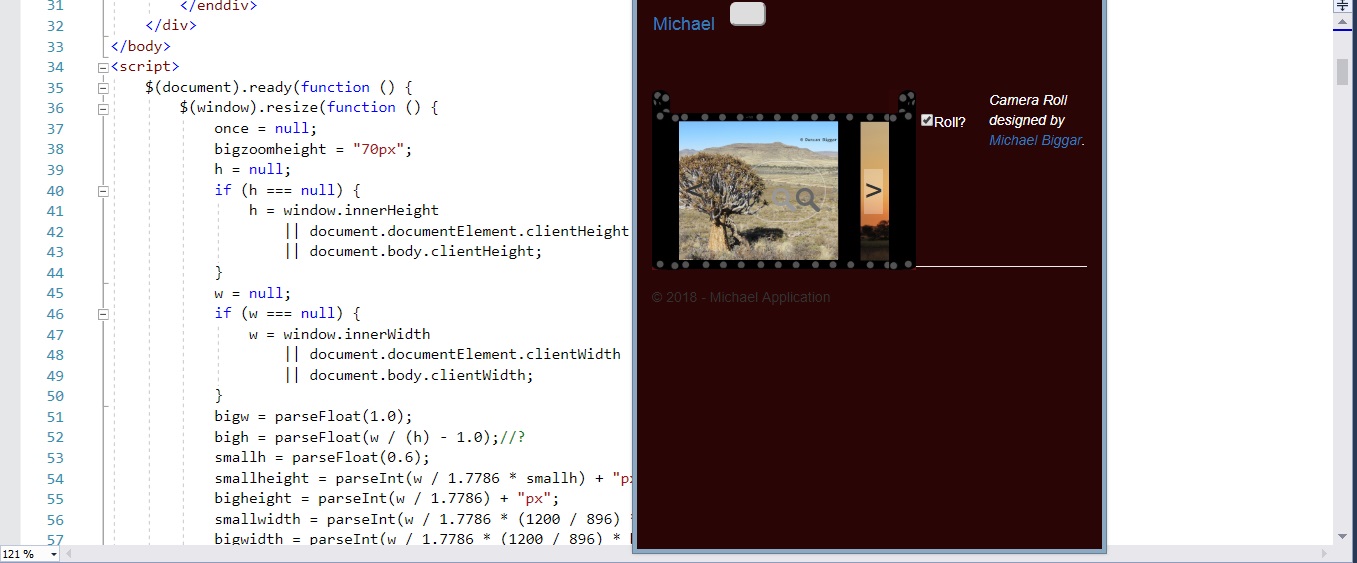 31 </enddiv>
32 </div>
33 </body>
34 <script>
35 $(document).ready(function () {
36 $(window).resize(function () {
37 once = null;
38 bigzoomheight = "70px";
39 h = null;
40 if (h === null) {
41 h = window.innerHeight
42 || document.documentElement.clientHeight
43 || document.body.clientHeight;
44 }
45 w = null;
46 if (w === null) {
47 w = window.innerWidth
48 || document.documentElement.clientWidth
49 || document.body.clientWidth;
50 }
51 bigw = parseFloat(1.0);
52 bigh = parseFloat(w / (h) - 1.0);//?
53 smallh = parseFloat(0.6);
54 smallheight = parseInt(w / 1.7786 * smallh) + "p
55 bigheight = parseInt(w / 1.7786) + "px";
56 smallwidth = parseInt(w / 1.7786 * (1200 / 896)
57 bigwidth = parseInt(w / 1.7786 * (1200 / 896) *
121 %
Michael
< >
Roll?
Camera Roll
designed by
Michael Biggar.
© 2018 - Michael Application